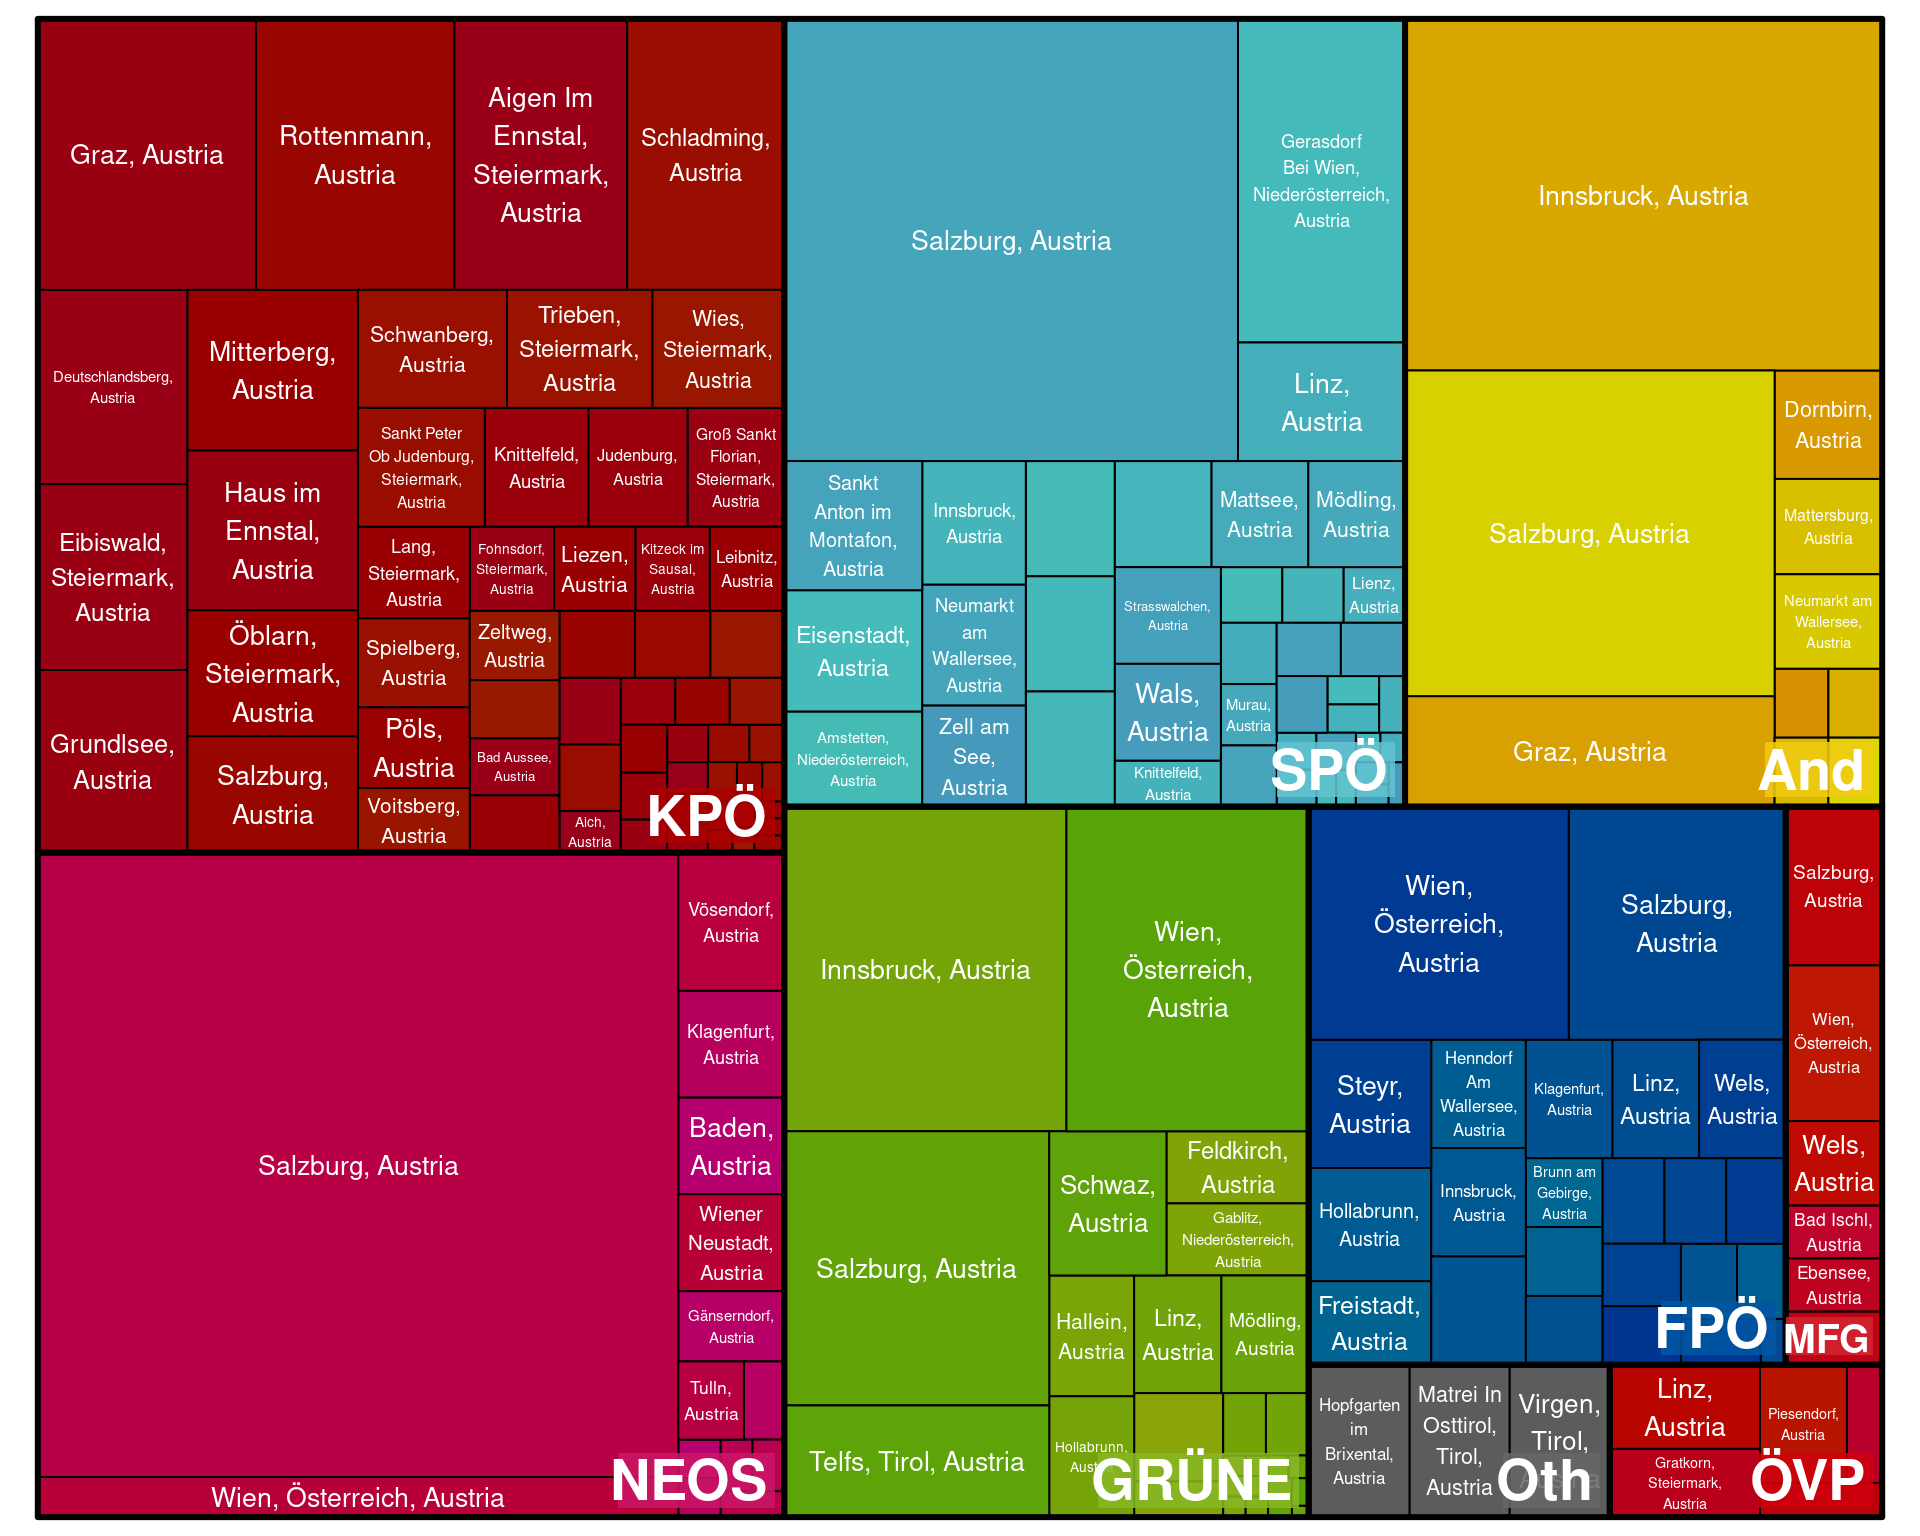 Graz, Austria
Rottenmann,
Austria
Aigen Im
Ennstal,
Steiermark,
Austria
Schladming,
Austria
Deutschlandsberg,
Austria
Eibiswald,
Steiermark,
Austria
Grundlsee,
Austria
Mitterberg,
Austria
Haus im
Ennstal,
Austria
Öblarn,
Steiermark,
Austria
Salzburg,
Austria
Schwanberg,
Austria
Trieben,
Steiermark,
Austria
Wies,
Steiermark,
Austria
Sankt Peter
Ob Judenburg,
Steiermark,
Austria
Knittelfeld,
Austria
Judenburg,
Austria
Groß Sankt
Florian,
Steiermark,
Austria
Lang,
Steiermark,
Austria
Fohnsdorf,
Steiermark,
Austria
Liezen,
Austria
Kitzeck im
Sausal,
Austria
Leibnitz,
Austria
Spielberg,
Austria
Zeltweg,
Austria
Pöls,
Austria
Bad Aussee,
Austria
Voitsberg,
Austria
Aich,
Austria
KPÖ
Salzburg, Austria
Gerasdorf
Bei Wien,
Niederösterreich,
Austria
Linz,
Austria
Sankt
Anton im
Montafon,
Austria
Innsbruck,
Austria
Mattsee,
Austria
Mödling,
Austria
Eisenstadt,
Austria
Neumarkt
am
Wallersee,
Austria
Strasswalchen,
Austria
Lienz,
Austria
Amstetten,
Niederösterreich,
Austria
Zell am
See,
Austria
Wals,
Austria
Murau,
Austria
Knittelfeld,
Austria
SPÖ
Innsbruck, Austria
Salzburg, Austria
Dornbirn,
Austria
Mattersburg,
Austria
Neumarkt am
Wallersee,
Austria
Graz, Austria
And
Salzburg, Austria
Vösendorf,
Austria
Klagenfurt,
Austria
Baden,
Austria
Wiener
Neustadt,
Austria
Gänserndorf,
Austria
Tulln,
Austria
Wien, Österreich, Austria
NEOS
Innsbruck, Austria
Wien,
Österreich,
Austria
Salzburg, Austria
Schwaz,
Austria
Feldkirch,
Austria
Gablitz,
Niederösterreich,
Austria
Hallein,
Austria
Linz,
Austria
Mödling,
Austria
Telfs, Tirol, Austria
Hollabrunn,
Austria
GRÜNE
Wien,
Österreich,
Austria
Salzburg,
Austria
Steyr,
Austria
Henndorf
Am
Wallersee,
Austria
Klagenfurt,
Austria
Linz,
Austria
Wels,
Austria
Hollabrunn,
Austria
Innsbruck,
Austria
Brunn am
Gebirge,
Austria
Freistadt,
Austria
FPÖ
Salzburg,
Austria
Wien,
Österreich,
Austria
Wels,
Austria
Bad Ischl,
Austria
Ebensee,
Austria
MFG
Hopfgarten
im
Brixental,
Austria
Matrei In
Osttirol,
Tirol,
Austria
Virgen,
Tirol,
Austria
Oth
Linz,
Austria
Piesendorf,
Austria
Gratkorn,
Steiermark,
Austria
ÖVP